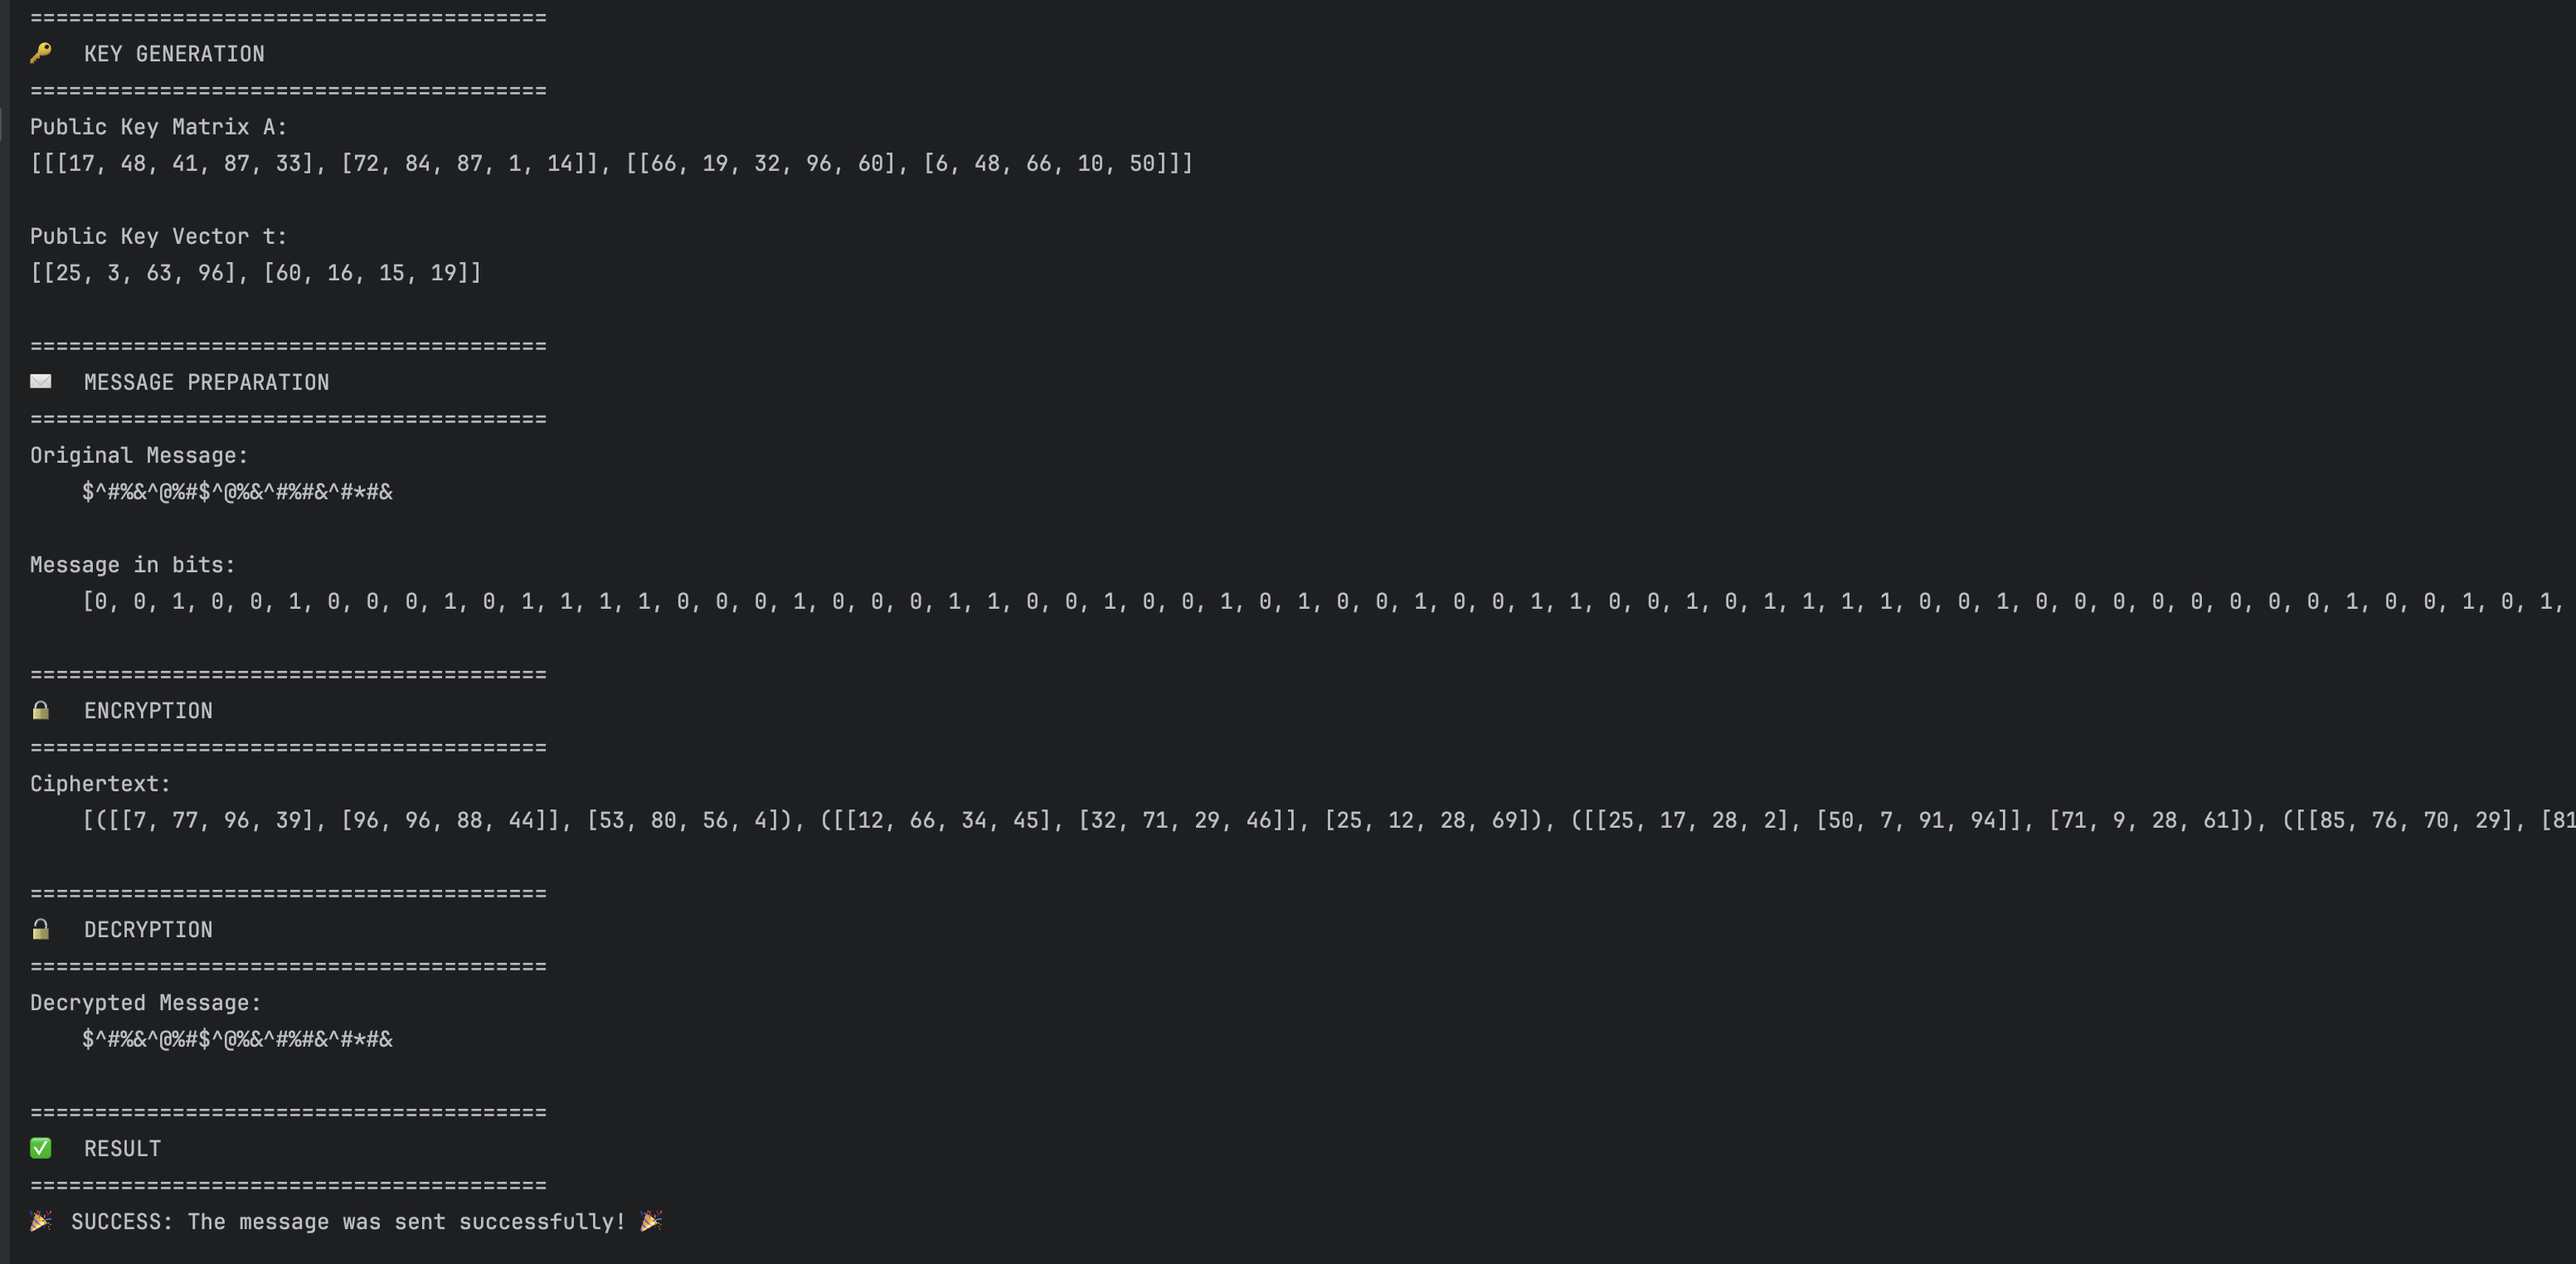 ========================================
🔑 KEY GENERATION
========================================
Public Key Matrix A:
[[[17, 48, 41, 87, 33], [72, 84, 87, 1, 14]], [[66, 19, 32, 96, 60], [6, 48, 66, 10, 50]]]
Public Key Vector t:
[[25, 3, 63, 96], [60, 16, 15, 19]]
========================================
✉️ MESSAGE PREPARATION
========================================
Original Message:
$^#%&^@%#$^@%&^#%#&^#*#&
Message in bits:
[0, 0, 1, 0, 0, 1, 0, 0, 0, 1, 0, 1, 1, 1, 1, 0, 0, 0, 1, 0, 0, 0, 1, 1, 0, 0, 1, 0, 0, 1, 0, 1, 0, 0, 1, 0, 0, 1, 1, 0, 0, 1, 0, 1, 1, 1, 1, 0, 0, 1, 0, 0, 0, 0, 0, 0, 0, 0, 1, 0, 0, 1, 0, 1,
========================================
🔒 ENCRYPTION
========================================
Ciphertext:
[([[7, 77, 96, 39], [96, 96, 88, 44]], [53, 80, 56, 4]), ([[12, 66, 34, 45], [32, 71, 29, 46]], [25, 12, 28, 69]), ([[25, 17, 28, 2], [50, 7, 91, 94]], [71, 9, 28, 61]), ([[85, 76, 70, 29], [81
========================================
🔓 DECRYPTION
========================================
Decrypted Message:
$^#%&^@%#$^@%&^#%#&^#*#&
========================================
✅ RESULT
========================================
🎉 SUCCESS: The message was sent successfully! 🎉